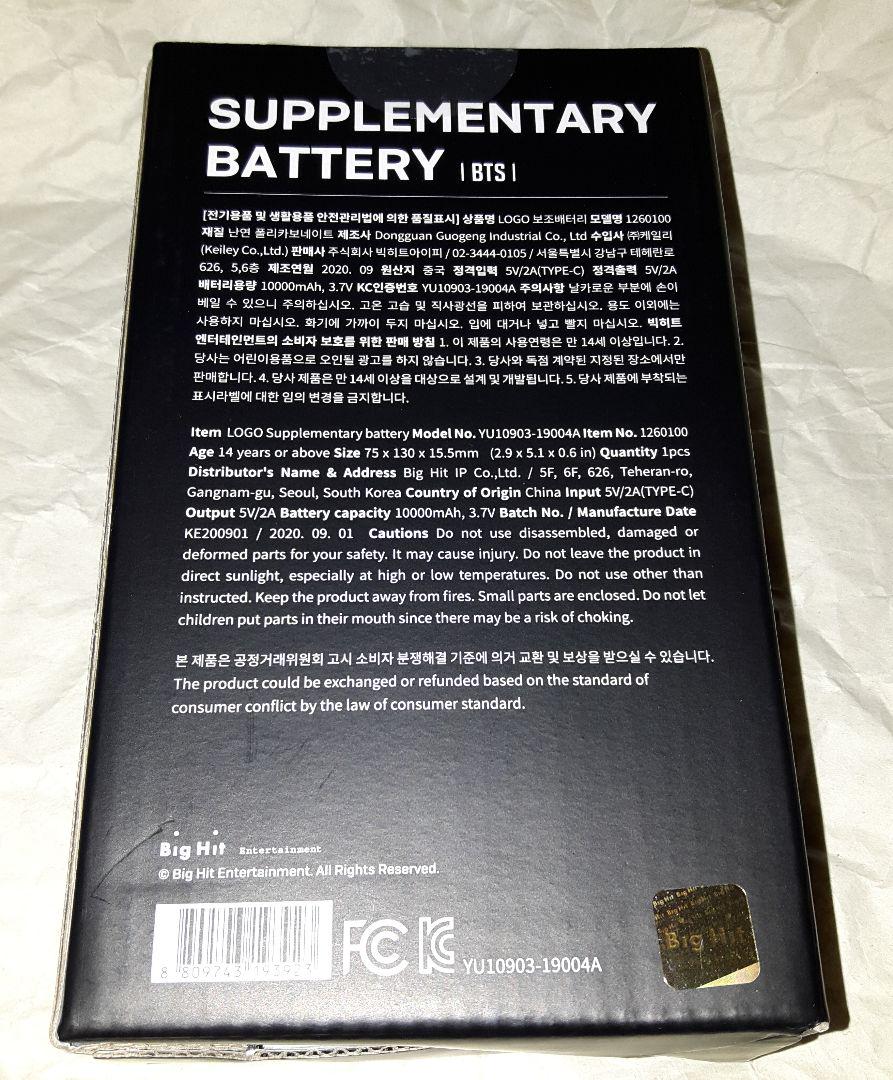 SUPPLEMENTARY
BATTERY | BTS |
[전기용품 및 생활용품 안전관리법에 의한 품질표시] 상품명 LOGO 보조배터리 모델명 1260100
재질 난연 폴리카보네이트 제조사 Dongguan Guogeng Industrial Co., Ltd 수입사 ㈜케일리
(Keiley Co.,Ltd.) 판매사 주식회사 빅히트아이피 / 02-3444-0105 / 서울특별시 강남구 테헤란로
626, 5,6층 제조연월 2020. 09 원산지 중국 정격입력 5V/2A(TYPE-C) 정격출력 5V/2A
배터리용량 10000mAh, 3.7V KC인증번호 YU10903-19004A 주의사항 날카로운 부분에 손이
베일 수 있으니 주의하십시오. 고온 고습 및 직사광선을 피하여 보관하십시오. 용도 이외에는
사용하지 마십시오. 화기에 가까이 두지 마십시오. 입에 대거나 넣고 빨지 마십시오. 빅히트
엔터테인먼트의 소비자 보호를 위한 판매 방침 1. 이 제품의 사용연령은 만 14세 이상입니다. 2.
당사는 어린이용품으로 오인될 광고를 하지 않습니다. 3. 당사와 독점 계약된 지정된 장소에서만
판매합니다. 4. 당사 제품은 만 14세 이상을 대상으로 설계 및 개발됩니다. 5. 당사 제품에 부착되는
표시라벨에 대한 임의 변경을 금지합니다.
Item LOGO Supplementary battery Model No. YU10903-19004A Item No. 1260100
Age 14 years or above Size 75 x 130 x 15.5mm (2.9 x 5.1 x 0.6 in) Quantity 1pcs
Distributor's Name & Address Big Hit IP Co.,Ltd. / 5F, 6F, 626, Teheran-ro,
Gangnam-gu, Seoul, South Korea Country of Origin China Input 5V/2A(TYPE-C)
Output 5V/2A Battery capacity 10000mAh, 3.7V Batch No. / Manufacture Date
KE200901 / 2020. 09. 01 Cautions Do not use disassembled, damaged or
deformed parts for your safety. It may cause injury. Do not leave the product in
direct sunlight, especially at high or low temperatures. Do not use other than
instructed. Keep the product away from fires. Small parts are enclosed. Do not let
children put parts in their mouth since there may be a risk of choking.
본 제품은 공정거래위원회 고시 소비자 분쟁해결 기준에 의거 교환 및 보상을 받으실 수 있습니다.
The product could be exchanged or refunded based on the standard of
consumer conflict by the law of consumer standard.
Big Hit Entertainment
© Big Hit Entertainment. All Rights Reserved.
8 809743 193923
FC KC YU10903-19004A
Big Hit